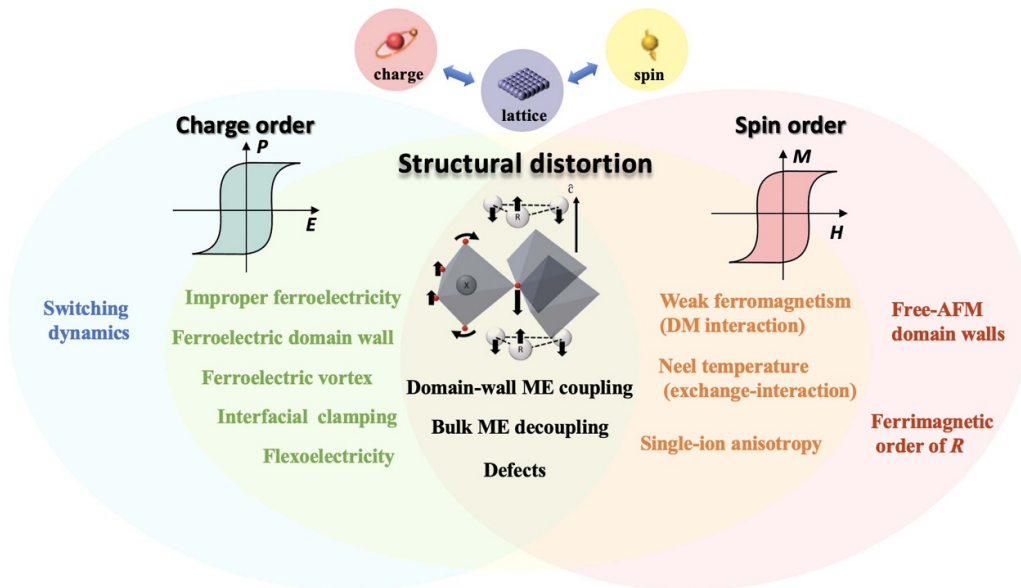 charge
spin
lattice
Charge order
Spin order
P
E
M
H
Structural distortion
ĉ
R
X
R
Switching
dynamics
Improper ferroelectricity
Ferroelectric domain wall
Ferroelectric vortex
Interfacial clamping
Flexoelectricity
Domain-wall ME coupling
Bulk ME decoupling
Defects
Weak ferromagnetism
(DM interaction)
Neel temperature
(exchange-interaction)
Single-ion anisotropy
Free-AFM
domain walls
Ferrimagnetic
order of R